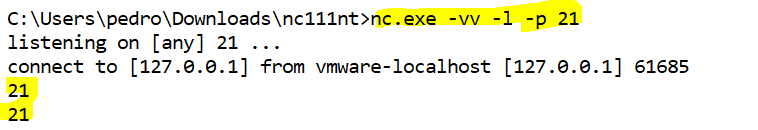 C:\Users\pedro\Downloads\nc111nt>nc.exe -vv -l -p 21
listening on [any] 21 ...
connect to [127.0.0.1] from vmware-localhost [127.0.0.1] 61685
21
21